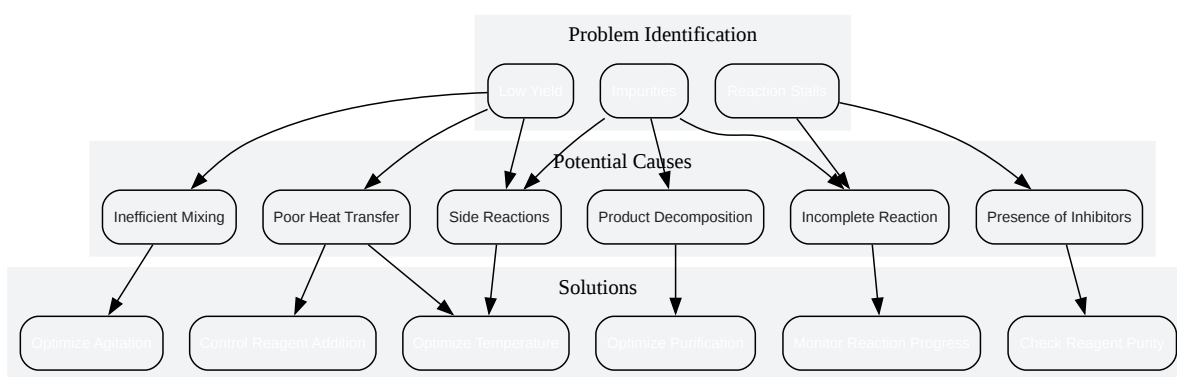 Problem Identification
Low Yield
Impurities
Reaction Stalls
Potential Causes
Inefficient Mixing
Poor Heat Transfer
Side Reactions
Product Decomposition
Incomplete Reaction
Presence of Inhibitors
Solutions
Optimize Agitation
Control Reagent Addition
Optimize Temperature
Optimize Purification
Monitor Reaction Progress
Check Reagent Purity